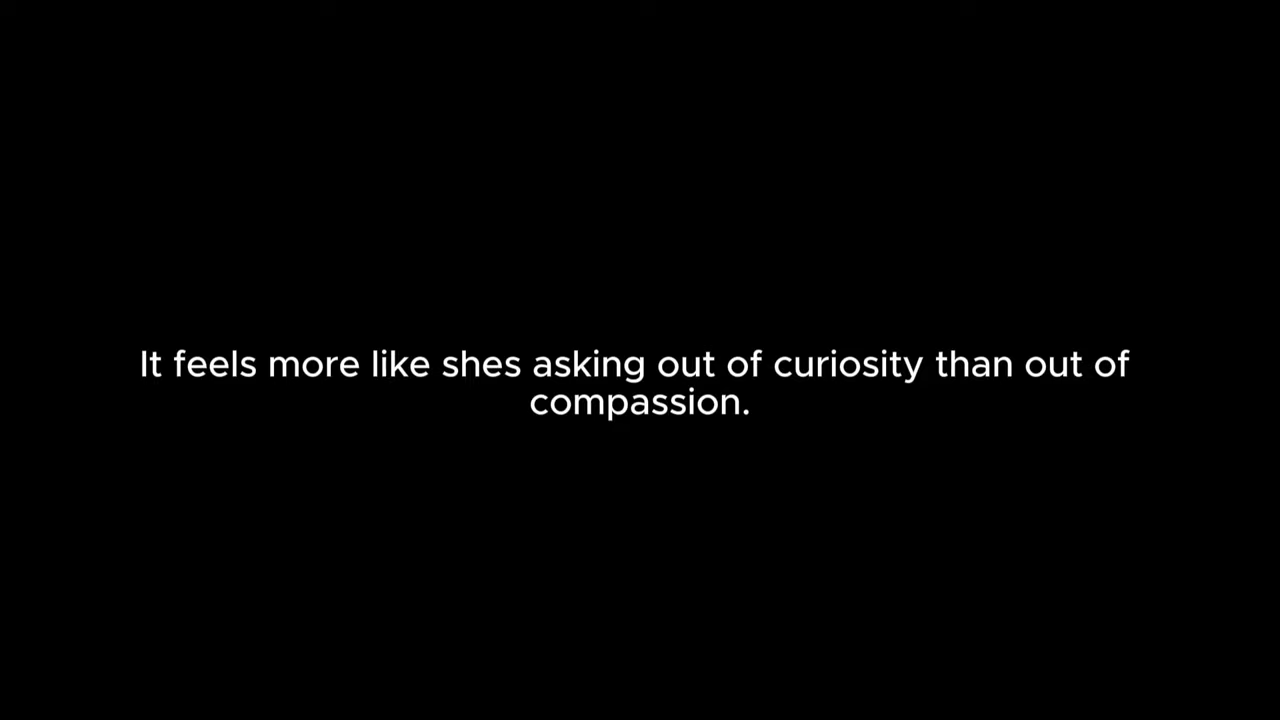 It feels more like shes asking out of curiosity than out of
compassion.